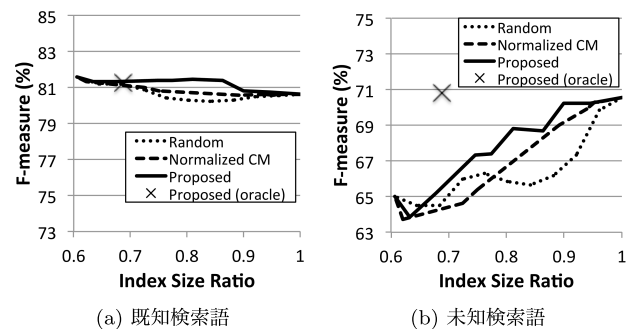 85
83
81
79
77
75
73
F-measure (%)
Random
Normalized CM
Proposed
Proposed (oracle)
0.6 0.7 0.8 0.9 1
Index Size Ratio
(a) 既知検索語
75
73
71
69
67
65
63
F-measure (%)
Random
Normalized CM
Proposed
Proposed (oracle)
0.6 0.7 0.8 0.9 1
Index Size Ratio
(b) 未知検索語